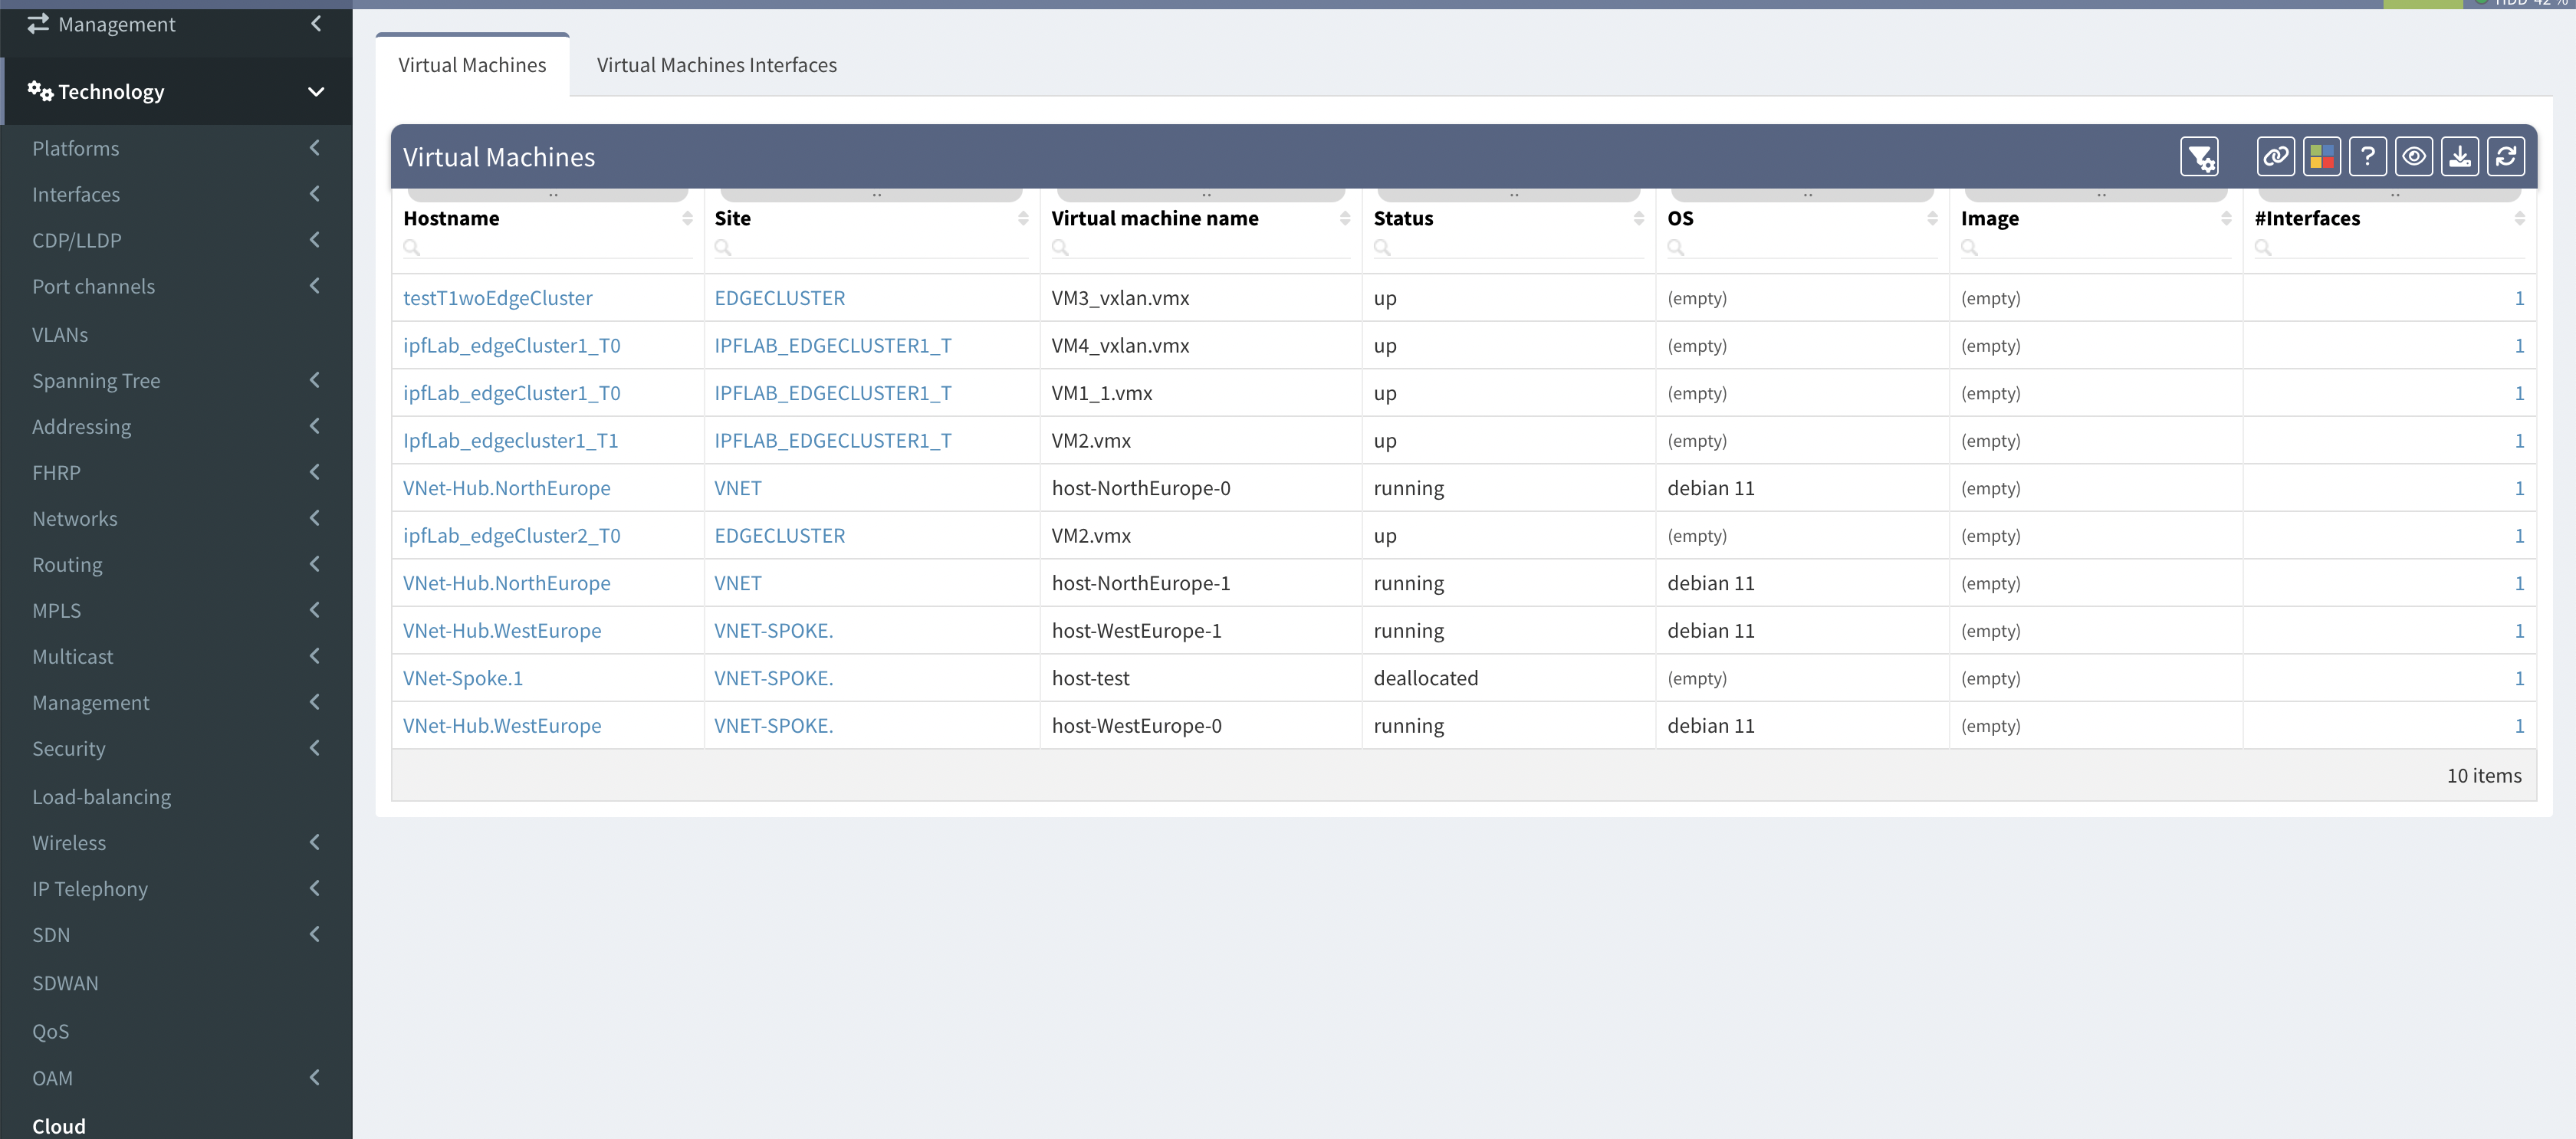 HDD 42 %
Management
Technology
Platforms
Interfaces
CDP/LLDP
Port channels
VLANs
Spanning Tree
Addressing
FHRP
Networks
Routing
MPLS
Multicast
Management
Security
Load-balancing
Wireless
IP Telephony
SDN
SDWAN
QoS
OAM
Cloud
Virtual Machines Virtual Machines Interfaces
Virtual Machines
?
Hostname Site Virtual machine name Status OS Image #Interfaces
testT1woEdgeCluster EDGECLUSTER VM3_vxlan.vmx up (empty) (empty) 1
ipfLab_edgeCluster1_T0 IPFLAB_EDGECLUSTER1_T VM4_vxlan.vmx up (empty) (empty) 1
ipfLab_edgeCluster1_T0 IPFLAB_EDGECLUSTER1_T VM1_1.vmx up (empty) (empty) 1
IpfLab_edgecluster1_T1 IPFLAB_EDGECLUSTER1_T VM2.vmx up (empty) (empty) 1
VNet-Hub.NorthEurope VNET host-NorthEurope-0 running debian 11 (empty) 1
ipfLab_edgeCluster2_T0 EDGECLUSTER VM2.vmx up (empty) (empty) 1
VNet-Hub.NorthEurope VNET host-NorthEurope-1 running debian 11 (empty) 1
VNet-Hub.WestEurope VNET-SPOKE. host-WestEurope-1 running debian 11 (empty) 1
VNet-Spoke.1 VNET-SPOKE. host-test deallocated (empty) (empty) 1
VNet-Hub.WestEurope VNET-SPOKE. host-WestEurope-0 running debian 11 (empty) 1
10 items